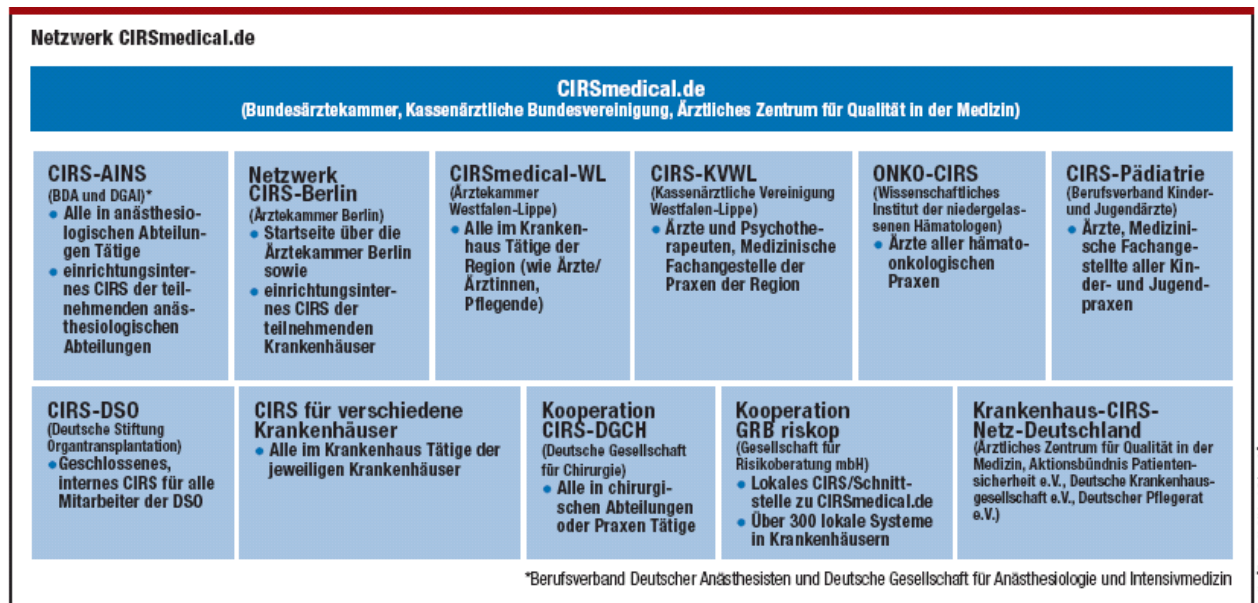 Netzwerk CIRSmedical.de
CIRSmedical.de
(Bundesärztekammer, Kassenärztliche Bundesvereinigung, Ärztliches Zentrum für Qualität in der Medizin)
CIRS-AINS
(BDA und DGAI)*
• Alle in anästhesio-
logischen Abteilun-
gen Tätige
• einrichtungsinter-
nes CIRS der teil-
nehmenden anäs-
thesiologischen
Abteilungen
Netzwerk
CIRS-Berlin
(Ärztekammer Berlin)
• Startseite über die
Ärztekammer Berlin
sowie
• einrichtungsinter-
nes CIRS der
teilnehmenden
Krankenhäuser
CIRSmedical-WL
(Ärztekammer
Westfalen-Lippe)
• Alle im Kranken-
haus Tätige der
Region (wie Ärzte/
Ärztinnen,
Pflegende)
CIRS-KVWL
(Kassenärztliche Vereinigung
Westfalen-Lippe)
• Ärzte und Psychothe-
rapeuten, Medizinische
Fachangestelle der
Praxen der Region
ONKO-CIRS
(Wissenschaftliches
Institut der niedergelas-
senen Hämatologen)
• Ärzte aller hämato-
onkologischen
Praxen
CIRS-Pädiatrie
(Berufsverband Kinder-
und Jugendärzte)
• Ärzte, Medizini-
sche Fachange-
stellte aller Kin-
der- und Jugend-
praxen
CIRS-DSO
(Deutsche Stiftung
Organtransplantation)
• Geschlossenes,
internes CIRS für alle
Mitarbeiter der DSO
CIRS für verschiedene
Krankenhäuser
• Alle im Krankenhaus Tätige der
jeweiligen Krankenhäuser
Kooperation
CIRS-DGCH
(Deutsche Gesellschaft
für Chirurgie)
• Alle in chirurgi-
schen Abteilungen
oder Praxen Tätige
Kooperation
GRB riskop
(Gesellschaft für
Risikoberatung mbH)
• Lokales CIRS/Schnitt-
stelle zu CIRSmedical.de
• Über 300 lokale Systeme
in Krankenhäusern
Krankenhaus-CIRS-
Netz-Deutschland
(Ärztliches Zentrum für Qualität in der
Medizin, Aktionsbündnis Patienten-
sicherheit e.V., Deutsche Krankenhaus-
gesellschaft e.V., Deutscher Pflegerat
e.V.)
*Berufsverband Deutscher Anästhesisten und Deutsche Gesellschaft für Anästhesiologie und Intensivmedizin